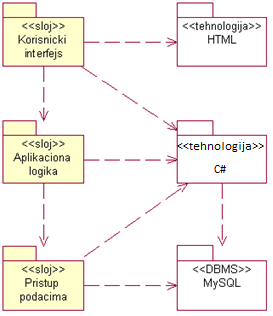 <<sloj>>
Korisnicki
interfejs
<<tehnologija>>
HTML
<<sloj>>
Aplikaciona
logika
<<tehnologija>>
C#
<<sloj>>
Pristup
podacima
<<DBMS>>
MySQL